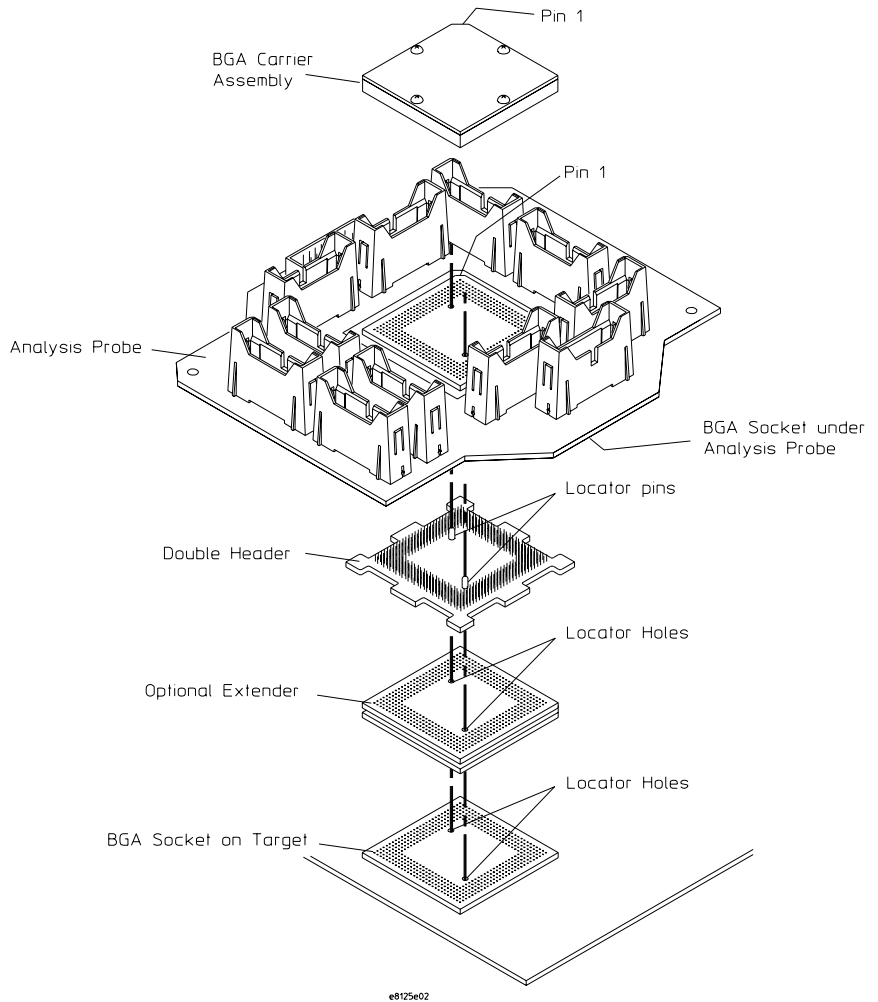 Pin 1
BGA Carrier
Assembly
Pin 1
Analysis Probe
BGA Socket under
Analysis Probe
Locator pins
Double Header
Locator Holes
Optional Extender
Locator Holes
BGA Socket on Target
e8125e02